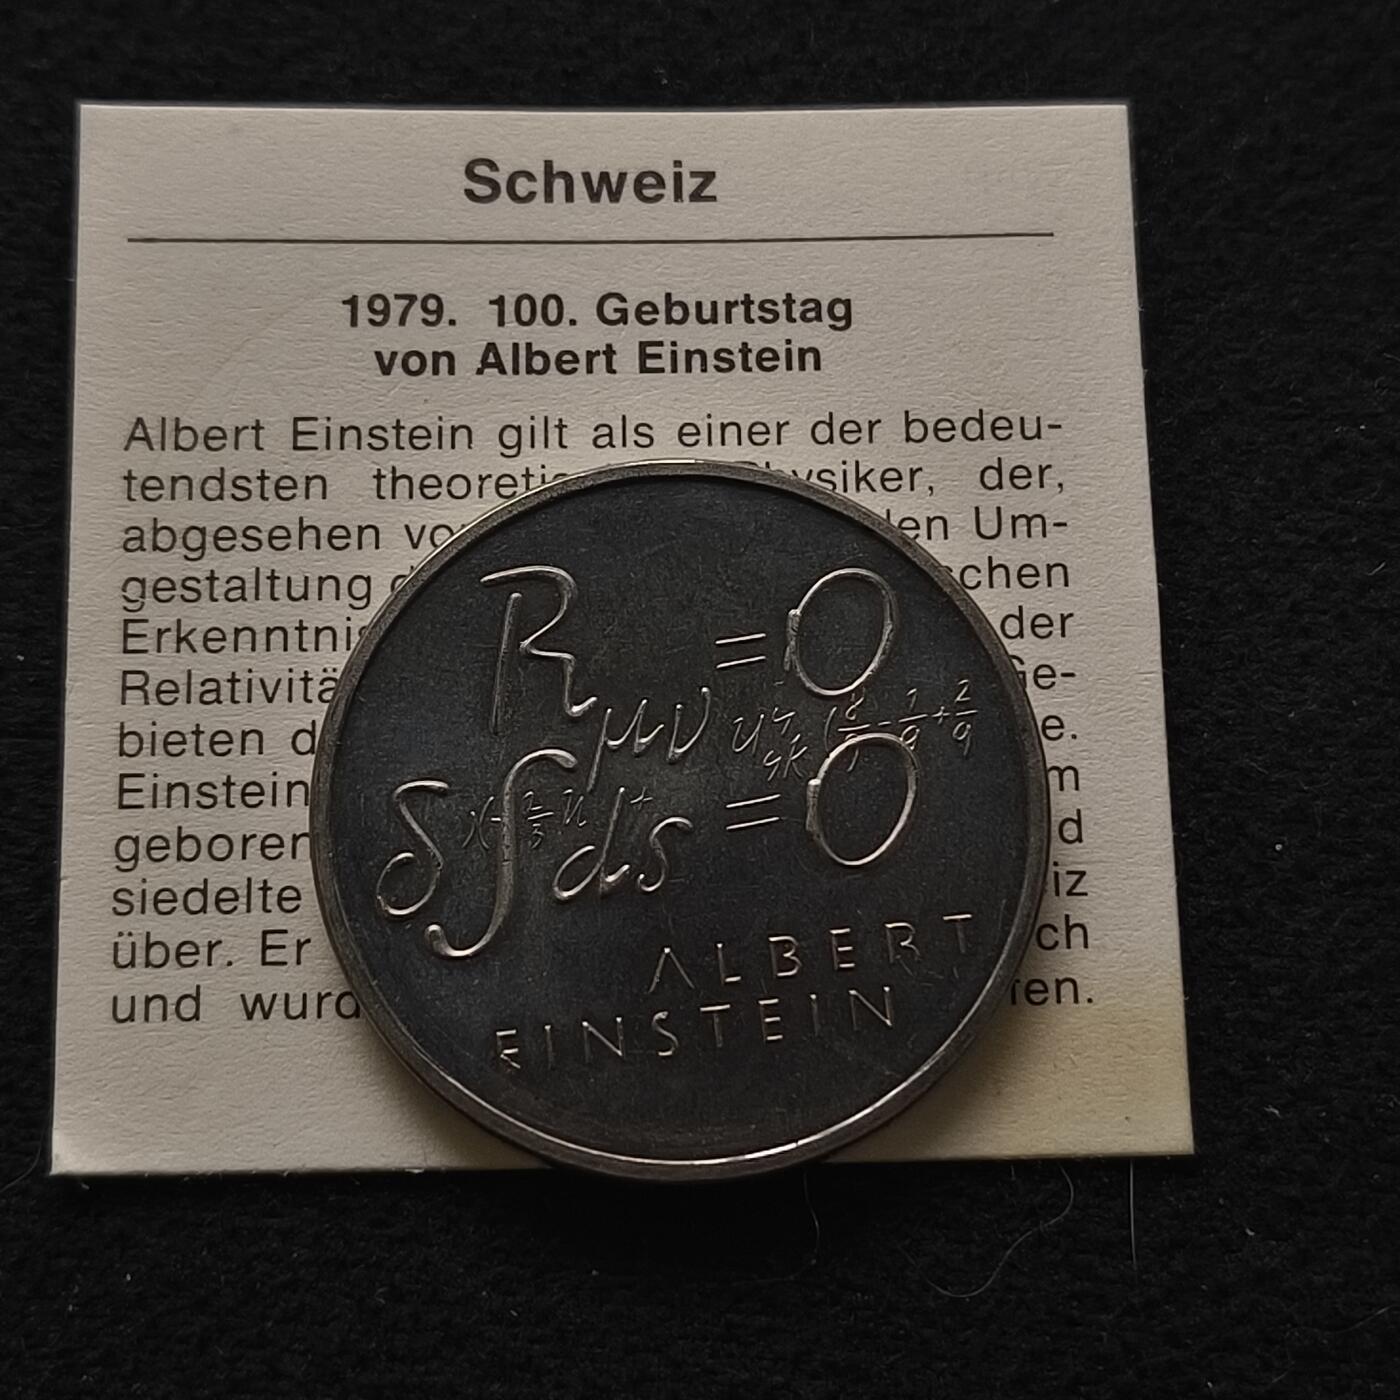 Schweiz
1979. 100. Geburtstag
von Albert Einstein
Albert Einstein gilt als einer der bedeu-
tendsten theoreti Physiker, der,
abgesehen vo den Um-
gestaltung schen
Erkenntnis der
Relativitä Ge-
bieten d e.
Einstein m
geboren d
siedelte iz
über. Er ch
und wurd ren.
Rμν = 0
δ∫ds = 0
ALBERT
EINSTEIN